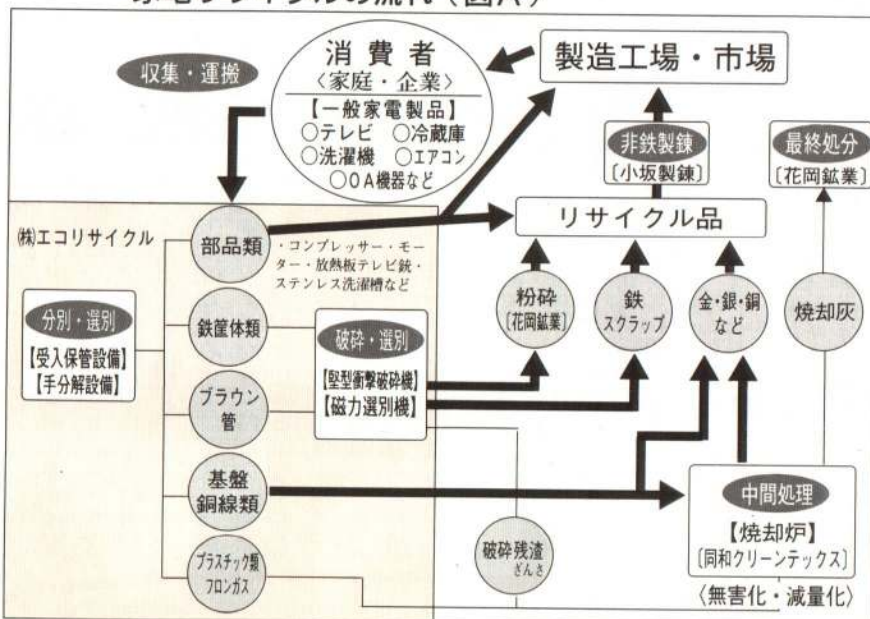 家電リサイクルの流れ(図A)
消費者
〈家庭・企業〉
【一般家電製品】
○テレビ ○冷蔵庫
○洗濯機 ○エアコン
○OA機器など
収集・運搬
製造工場・市場
非鉄製錬
〔小坂製錬〕
最終処分
〔花岡鉱業〕
リサイクル品
㈱エコリサイクル
部品類
・コンプレッサー・モー
ター・放熱板テレビ銃・
ステンレス洗濯槽など
分別・選別
【受入保管設備】
【手分解設備】
鉄筐体類
ブラウン
管
基盤
銅線類
プラスチック類
フロンガス
破砕・選別
【竪型衝撃破砕機】
【磁力選別機】
粉砕
〔花岡鉱業〕
鉄
スクラップ
金・銀・銅
など
焼却灰
破砕残渣
ざんさ
中間処理
【焼却炉】
〔同和クリーンテックス〕
〈無害化・減量化〉